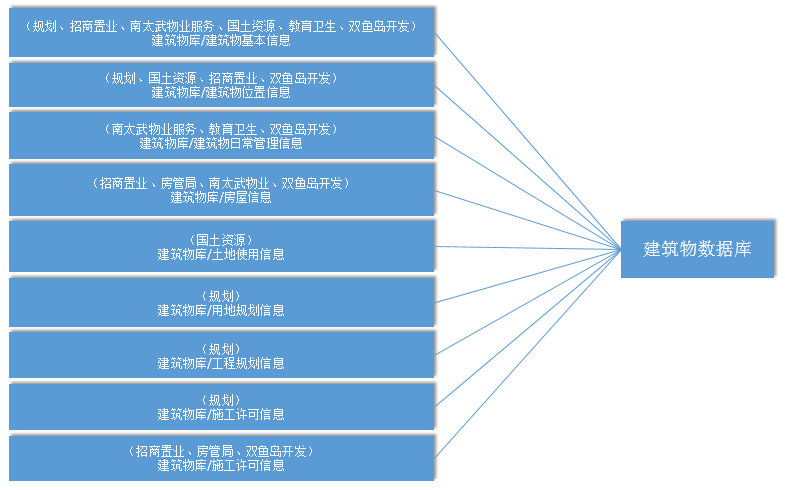 （规划、招商置业、南太武物业服务、国土资源、教育卫生、双鱼岛开发）
建筑物库/建筑物基本信息
（规划、国土资源、招商置业、双鱼岛开发）
建筑物库/建筑物位置信息
（南太武物业服务、教育卫生、双鱼岛开发）
建筑物库/建筑物日常管理信息
（招商置业、房管局、南太武物业、双鱼岛开发）
建筑物库/房屋信息
（国土资源）
建筑物库/土地使用信息
（规划）
建筑物库/用地规划信息
（规划）
建筑物库/工程规划信息
（规划）
建筑物库/施工许可信息
（招商置业、房管局、双鱼岛开发）
建筑物库/施工许可信息
建筑物数据库